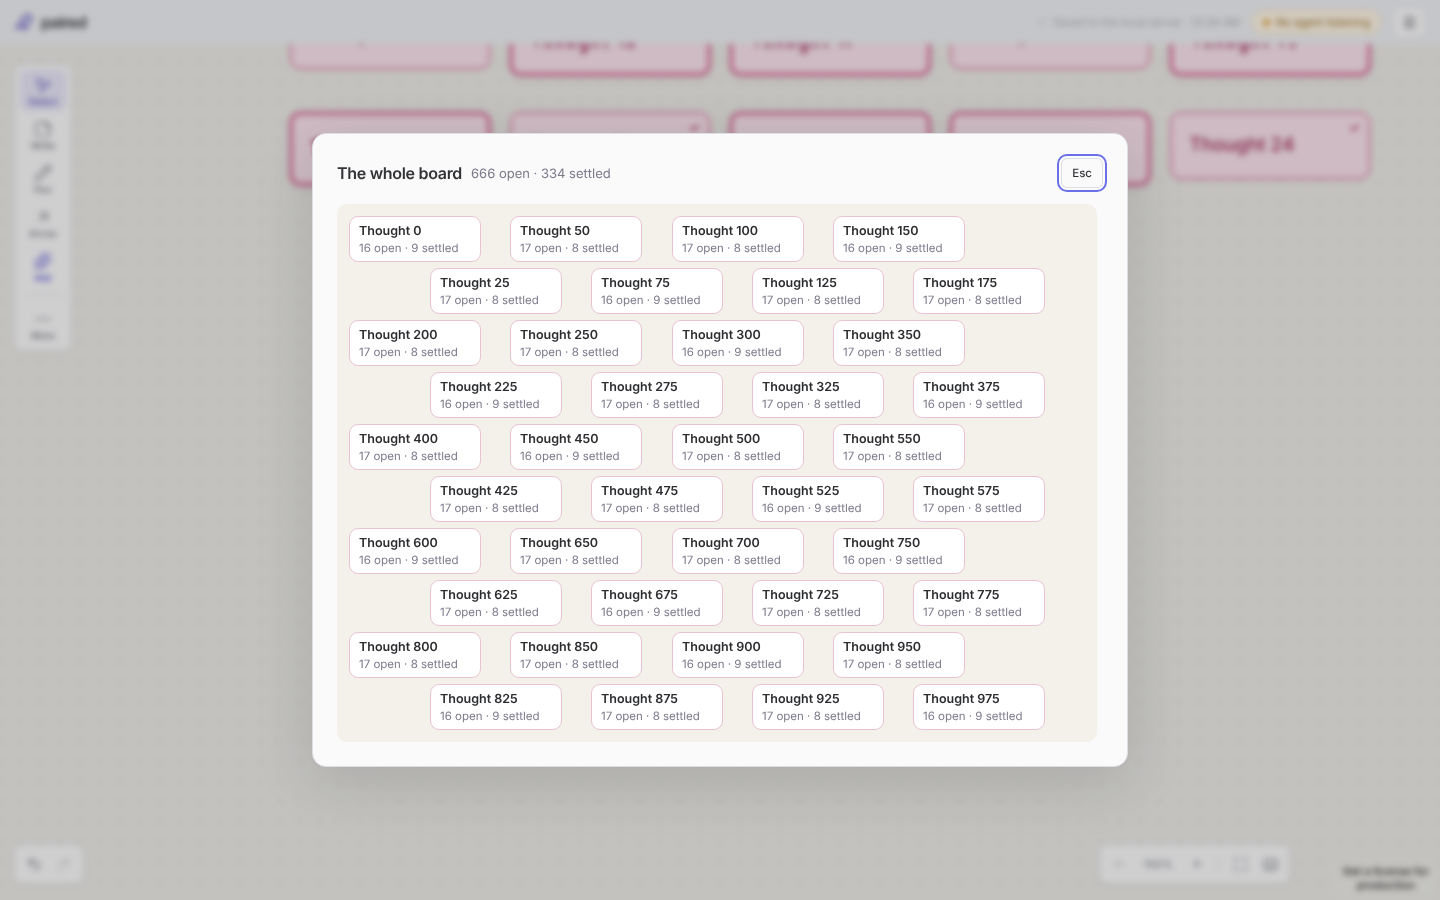 paired
No agent listening
Thought 24
The whole board 666 open · 334 settled
Esc
Thought 0
16 open · 9 settled
Thought 50
17 open · 8 settled
Thought 100
17 open · 8 settled
Thought 150
16 open · 9 settled
Thought 25
17 open · 8 settled
Thought 75
16 open · 9 settled
Thought 125
17 open · 8 settled
Thought 175
17 open · 8 settled
Thought 200
17 open · 8 settled
Thought 250
17 open · 8 settled
Thought 300
16 open · 9 settled
Thought 350
17 open · 8 settled
Thought 225
16 open · 9 settled
Thought 275
17 open · 8 settled
Thought 325
17 open · 8 settled
Thought 375
16 open · 9 settled
Thought 400
17 open · 8 settled
Thought 450
16 open · 9 settled
Thought 500
17 open · 8 settled
Thought 550
17 open · 8 settled
Thought 425
17 open · 8 settled
Thought 475
17 open · 8 settled
Thought 525
16 open · 9 settled
Thought 575
17 open · 8 settled
Thought 600
16 open · 9 settled
Thought 650
17 open · 8 settled
Thought 700
17 open · 8 settled
Thought 750
16 open · 9 settled
Thought 625
17 open · 8 settled
Thought 675
16 open · 9 settled
Thought 725
17 open · 8 settled
Thought 775
17 open · 8 settled
Thought 800
17 open · 8 settled
Thought 850
17 open · 8 settled
Thought 900
16 open · 9 settled
Thought 950
17 open · 8 settled
Thought 825
16 open · 9 settled
Thought 875
17 open · 8 settled
Thought 925
17 open · 8 settled
Thought 975
16 open · 9 settled
Get a license for
production